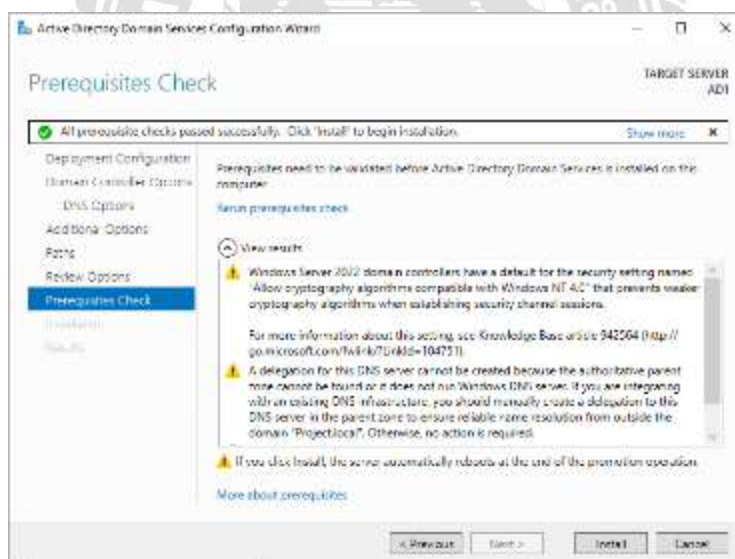 Active Directory Domain Services Configuration Wizard
Prerequisites Check
TARGET SERVER
AD1
All prerequisite checks passed successfully. Click 'Install' to begin installation.
Show more
Deployment Configuration
Domain Controller Options
DNS Options
Additional Options
Paths
Review Options
Prerequisites Check
Installation
Results
Prerequisites need to be validated before Active Directory Domain Services is installed on this
computer
Rerun prerequisites check
View results
Windows Server 2022 domain controllers have a default for the security setting named
"Allow cryptography algorithms compatible with Windows NT 4.0" that prevents weaker
cryptography algorithms when establishing security channel sessions.
For more information about this setting, see Knowledge Base article 942564 (http://
go.microsoft.com/fwlink/?LinkId=104751).
A delegation for this DNS server cannot be created because the authoritative parent
zone cannot be found or it does not run Windows DNS server. If you are integrating
with an existing DNS infrastructure, you should manually create a delegation to this
DNS server in the parent zone to ensure reliable name resolution from outside the
domain "Project.local". Otherwise, no action is required.
If you click Install, the server automatically reboots at the end of the promotion operation.
More about prerequisites
< Previous
Next >
Install
Cancel